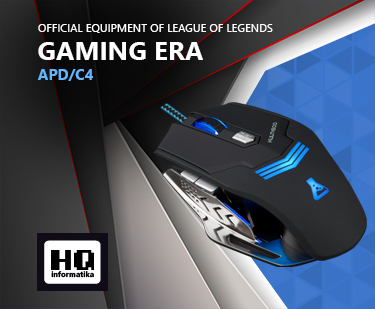 OFFICIAL EQUIPMENT OF LEAGUE OF LEGENDS
GAMING ERA
APD/C4
HQ
informatika